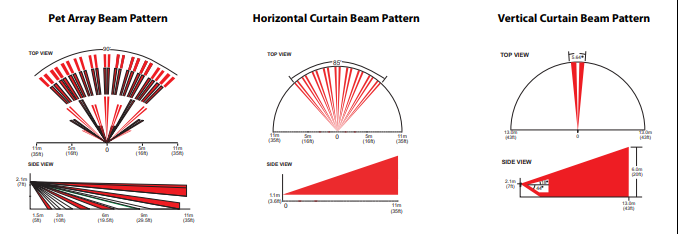 Pet Array Beam Pattern
TOP VIEW
90°
11m 5m 0 5m 11m
(35ft) (16ft) (16ft) (35ft)
SIDE VIEW
2.1m
(7ft)
1.5m 3m 6m 9m 11m
(5ft) (10ft) (19.5ft) (29.5ft) (35ft)
Horizontal Curtain Beam Pattern
TOP VIEW
85°
11m 5m 0 5m 11m
(35ft) (16ft) (16ft) (35ft)
SIDE VIEW
1.1m
(3.6ft)
0 11m
(35ft)
Vertical Curtain Beam Pattern
TOP VIEW
13.0m 0 13.0m
(43ft) (43ft)
SIDE VIEW
2.1m
(7ft)
6.0m
(20ft)
13.0m
(43ft)